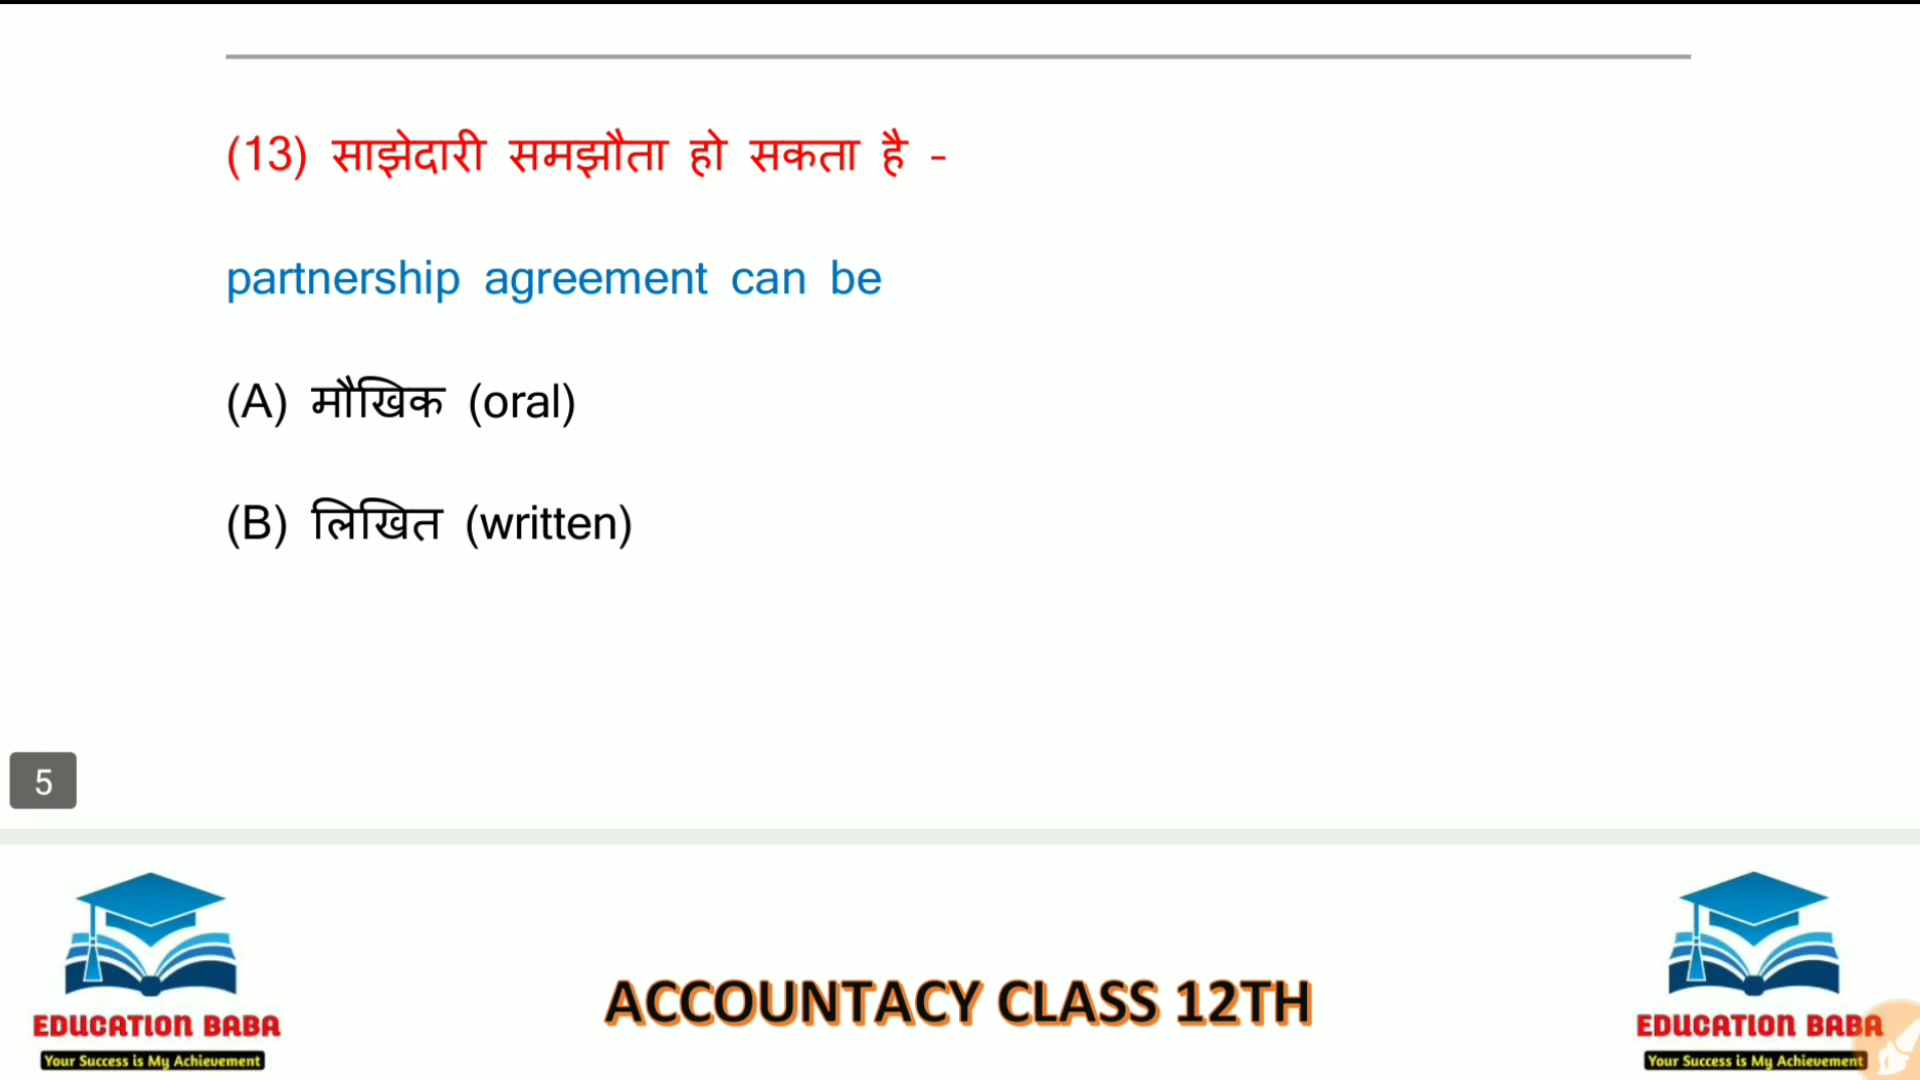 (13) साझेदारी समझौता हो सकता है -
partnership agreement can be
(A) मौखिक (oral)
(B) लिखित (written)
5
EDUCATION BABA
Your Success is My Achievement
ACCOUNTACY CLASS 12TH
EDUCATION BABA
Your Success is My Achievement